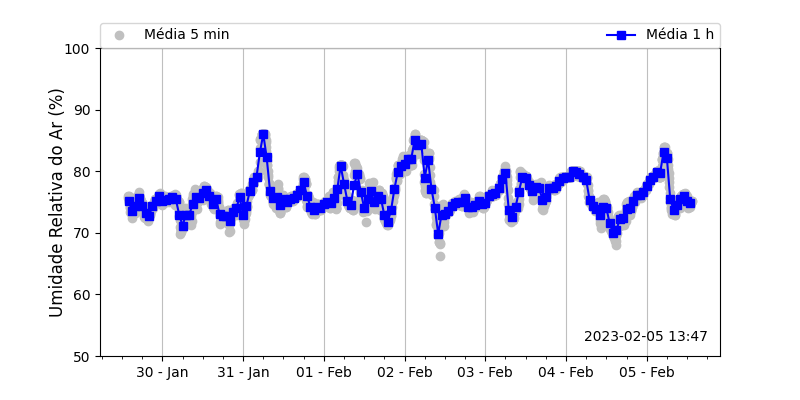 Média 5 min
Média 1 h
Umidade Relativa do Ar (%)
100
90
80
70
60
50
2023-02-05 13:47
30 - Jan
31 - Jan
01 - Feb
02 - Feb
03 - Feb
04 - Feb
05 - Feb